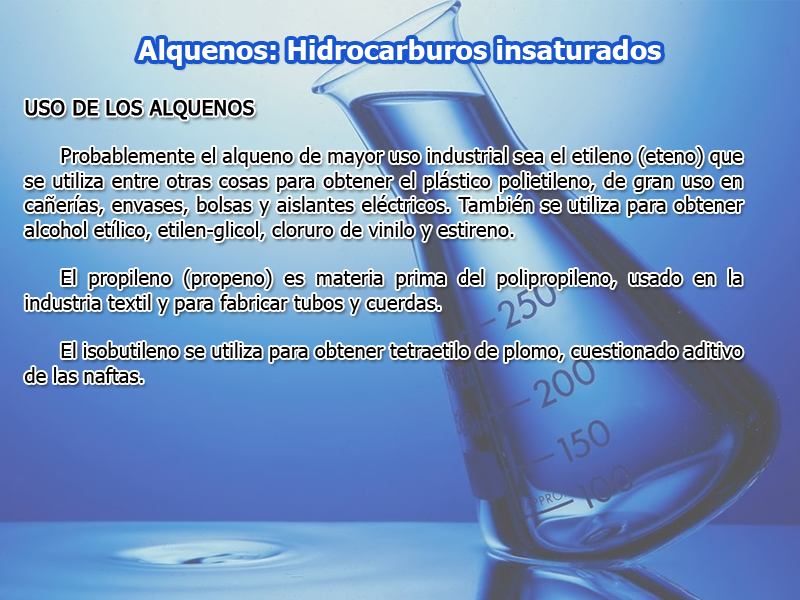 Alquenos: Hidrocarburos insaturados
USO DE LOS ALQUENOS
Probablemente el alqueno de mayor uso industrial sea el etileno (eteno) que
se utiliza entre otras cosas para obtener el plástico polietileno, de gran uso en
cañerías, envases, bolsas y aislantes eléctricos. También se utiliza para obtener
alcohol etílico, etilen-glicol, cloruro de vinilo y estireno.
El propileno (propeno) es materia prima del polipropileno, usado en la
industria textil y para fabricar tubos y cuerdas.
El isobutileno se utiliza para obtener tetraetilo de plomo, cuestionado aditivo
de las naftas.
250
200
150
100